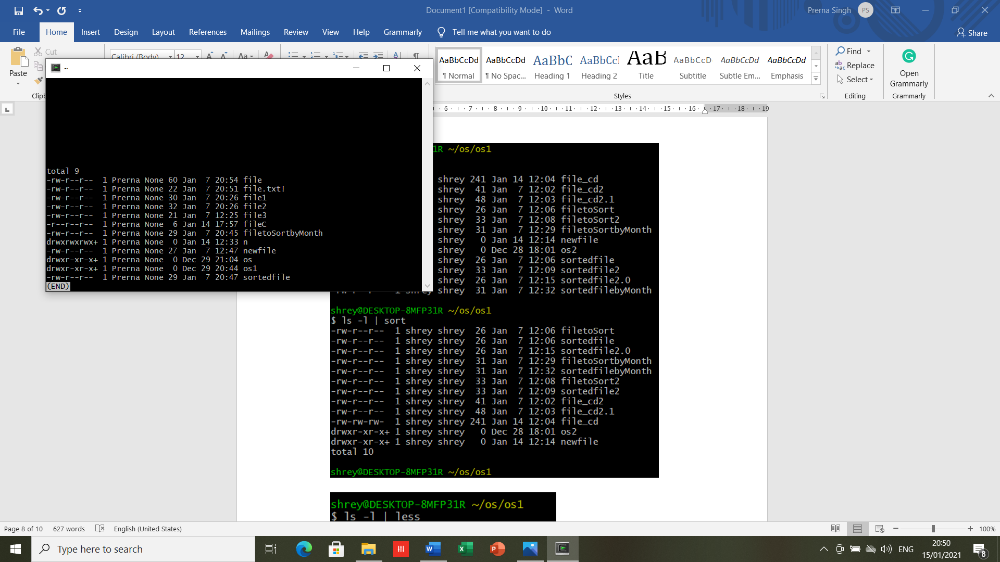 Document1 [Compatibility Mode] - Word
Prerna Singh
PS
File Home Insert Design Layout References Mailings Review View Help Grammarly Tell me what you want to do
Share
Cut
Paste
Calibri (Body) 12
Aa
AaBbCcDd AaBbCcDd AaBbC AaBbCc AaB AaBbCcD AaBbCcDd AaBbCcDd
¶ Normal ¶ No Spac... Heading 1 Heading 2 Title Subtitle Subtle Em... Emphasis
Find
Replace
Select
Open
Grammarly
Clipb
Styles
Editing
Grammarly
6 7 8 9 10 11 12 13 14 15 16 17 18 19
~
total 9
-rw-r--r-- 1 Prerna None 60 Jan 7 20:54 file
-rw-r--r-- 1 Prerna None 22 Jan 7 20:51 file.txt!
-rw-r--r-- 1 Prerna None 30 Jan 7 20:26 file1
-rw-r--r-- 1 Prerna None 32 Jan 7 20:26 file2
-rw-r--r-- 1 Prerna None 21 Jan 7 12:25 file3
-r--r--r-- 1 Prerna None 6 Jan 14 17:57 fileC
-rw-r--r-- 1 Prerna None 29 Jan 7 20:45 filetoSortbyMonth
drwxrwxrwx+ 1 Prerna None 0 Jan 14 12:33 n
-rw-r--r-- 1 Prerna None 27 Jan 7 12:47 newfile
drwxr-xr-x+ 1 Prerna None 0 Dec 29 21:04 os
drwxr-xr-x+ 1 Prerna None 0 Dec 29 20:44 os1
-rw-r--r-- 1 Prerna None 29 Jan 7 20:47 sortedfile
(END)
1R ~/os/os1
shrey 241 Jan 14 12:04 file_cd
shrey 41 Jan 7 12:02 file_cd2
shrey 48 Jan 7 12:03 file_cd2.1
shrey 26 Jan 7 12:06 filetoSort
shrey 33 Jan 7 12:08 filetoSort2
shrey 31 Jan 7 12:29 filetoSortbyMonth
shrey 0 Jan 14 12:14 newfile
shrey 0 Dec 28 18:01 os2
shrey 26 Jan 7 12:06 sortedfile
shrey 33 Jan 7 12:09 sortedfile2
shrey 26 Jan 7 12:15 sortedfile2.0
shrey 31 Jan 7 12:32 sortedfilebyMonth
shrey@DESKTOP-8MFP31R ~/os/os1
$ ls -l | sort
-rw-r--r-- 1 shrey shrey 26 Jan 7 12:06 filetoSort
-rw-r--r-- 1 shrey shrey 26 Jan 7 12:06 sortedfile
-rw-r--r-- 1 shrey shrey 26 Jan 7 12:15 sortedfile2.0
-rw-r--r-- 1 shrey shrey 31 Jan 7 12:29 filetoSortbyMonth
-rw-r--r-- 1 shrey shrey 31 Jan 7 12:32 sortedfilebyMonth
-rw-r--r-- 1 shrey shrey 33 Jan 7 12:08 filetoSort2
-rw-r--r-- 1 shrey shrey 33 Jan 7 12:09 sortedfile2
-rw-r--r-- 1 shrey shrey 41 Jan 7 12:02 file_cd2
-rw-r--r-- 1 shrey shrey 48 Jan 7 12:03 file_cd2.1
-rw-rw-rw- 1 shrey shrey 241 Jan 14 12:04 file_cd
drwxr-xr-x+ 1 shrey shrey 0 Dec 28 18:01 os2
drwxr-xr-x+ 1 shrey shrey 0 Jan 14 12:14 newfile
total 10
shrey@DESKTOP-8MFP31R ~/os/os1
shrey@DESKTOP-8MFP31R ~/os/os1
$ ls -l | less
Page 8 of 10 627 words English (United States) 100%
Type here to search
ENG
20:50
15/01/2021
8